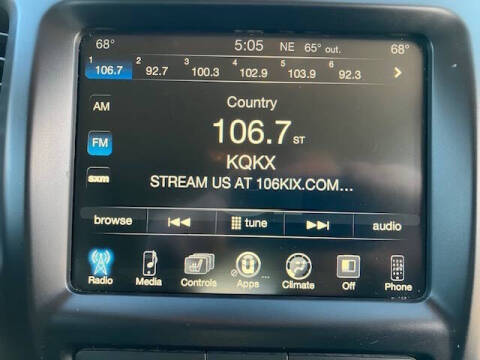 68° 5:05 NE 65° out. 68°
1 106.7 2 92.7 3 100.3 4 102.9 5 103.9 6 92.3
AM
Country
FM 106.7 ST
KQKX
sxm STREAM US AT 106KIX.COM...
browse tune audio
Radio Media Controls Apps ... Climate Off Phone